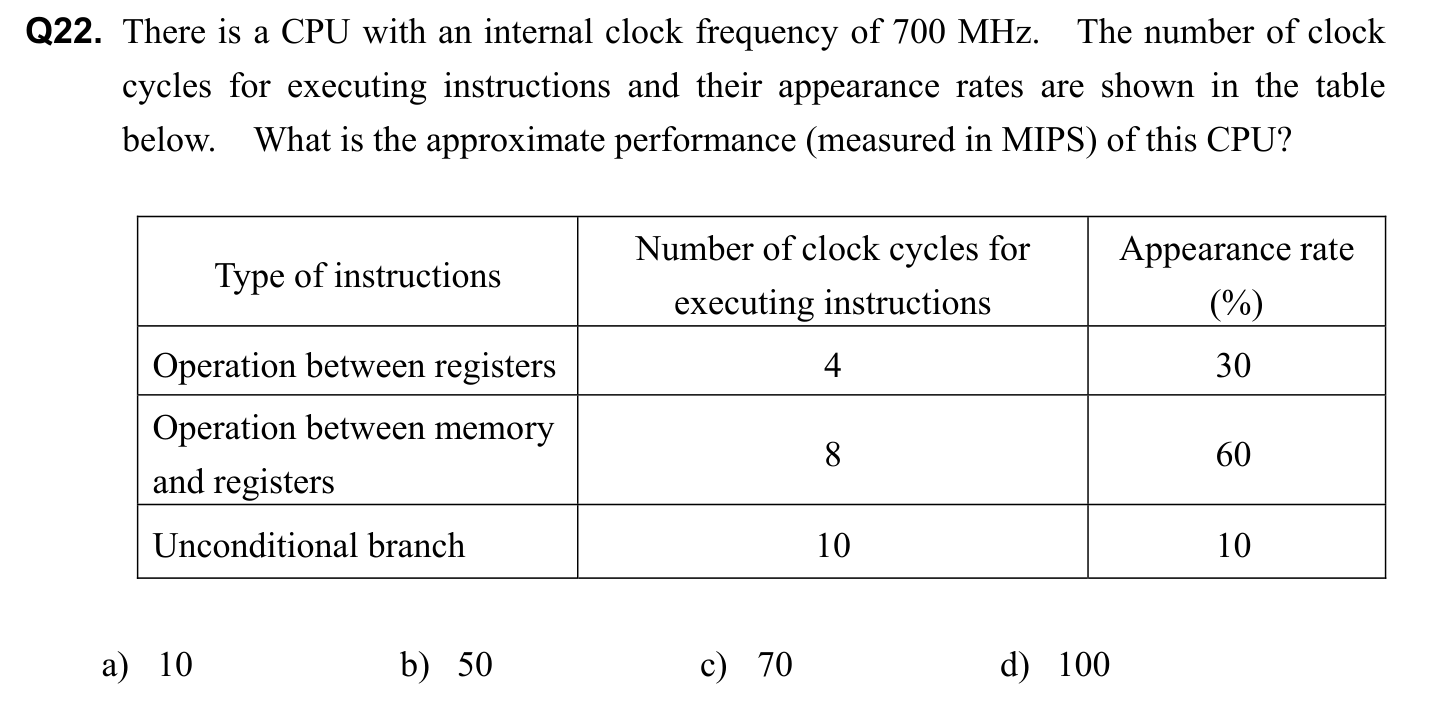 Q22. There is a CPU with an internal clock frequency of 700 MHz. The number of clock
cycles for executing instructions and their appearance rates are shown in the table
below. What is the approximate performance (measured in MIPS) of this CPU?
Type of instructions
Number of clock cycles for
executing instructions
Appearance rate
(%)
Operation between registers 4 30
Operation between memory
and registers
8 60
Unconditional branch 10 10
a) 10 b) 50 c) 70 d) 100